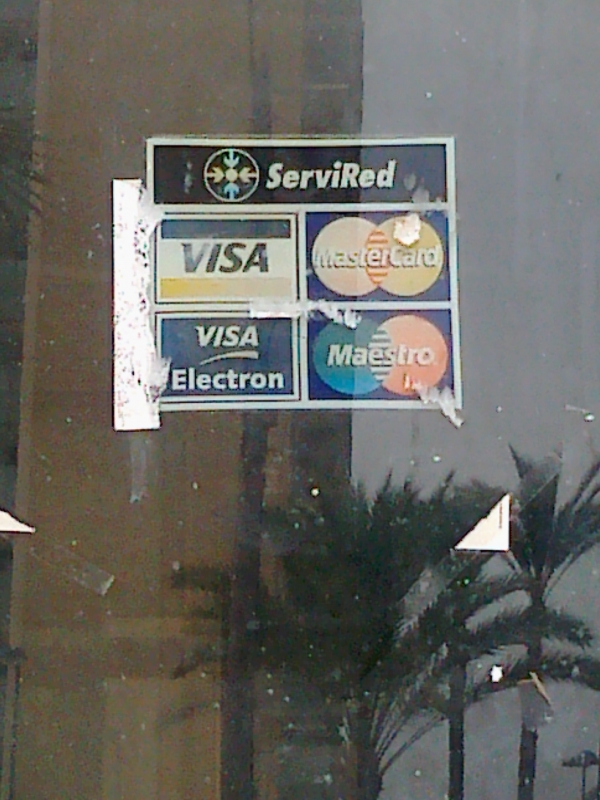 ServiRed
VISA
MasterCard
VISA
Electron
Maestro